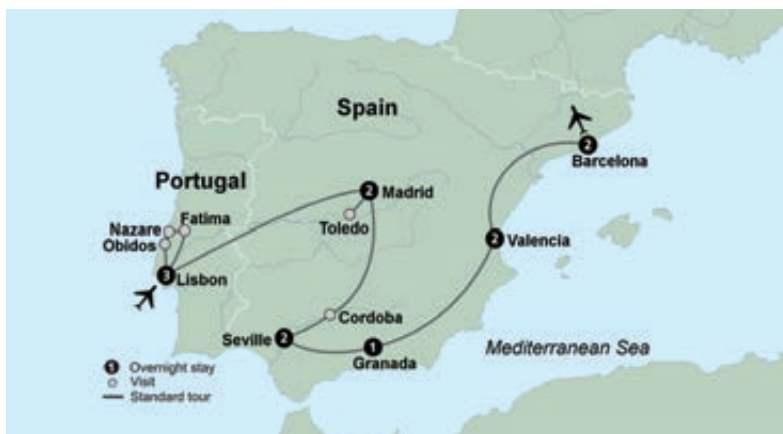 Spain
Portugal
2 Madrid
2 Barcelona
Toledo
Nazare
Fatima
Obidos
3 Lisbon
2 Valencia
Cordoba
Seville 2
1 Granada
Mediterranean Sea
1 Overnight stay
Visit
Standard tour